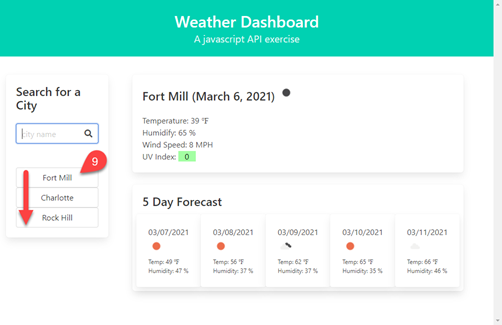 Weather Dashboard
A javascript API exercise
Search for a
City
city name
9
Fort Mill
Charlotte
Rock Hill
Fort Mill (March 6, 2021)
Temperature: 39 °F
Humidity: 65 %
Wind Speed: 8 MPH
UV Index: 0
5 Day Forecast
03/07/2021 03/08/2021 03/09/2021 03/10/2021 03/11/2021
Temp: 49 °F Temp: 56 °F Temp: 62 °F Temp: 65 °F Temp: 66 °F
Humidity: 47 % Humidity: 37 % Humidity: 37 % Humidity: 35 % Humidity: 46 %